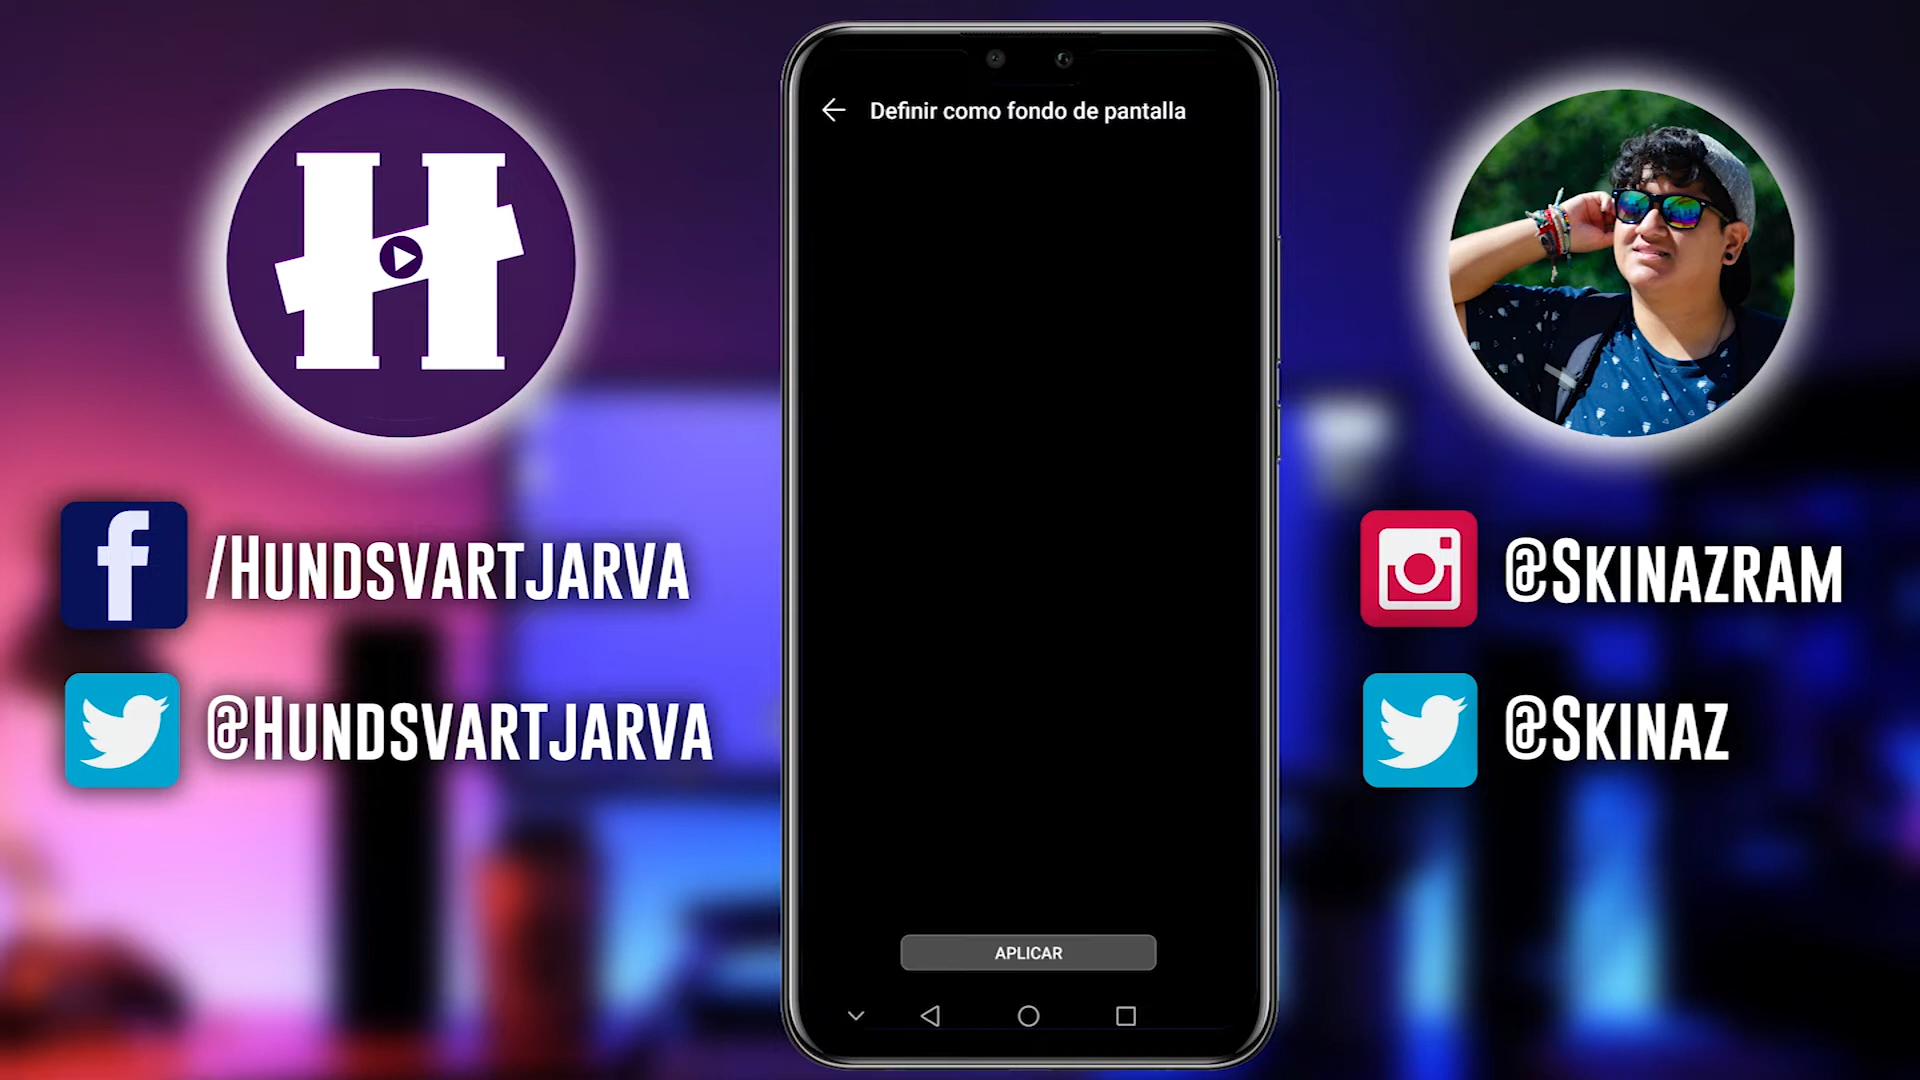 H
Definir como fondo de pantalla
f /HUNDSVARTJARVA
@HUNDSVARTJARVA
@SKINAZRAM
@SKINAZ
APLICAR